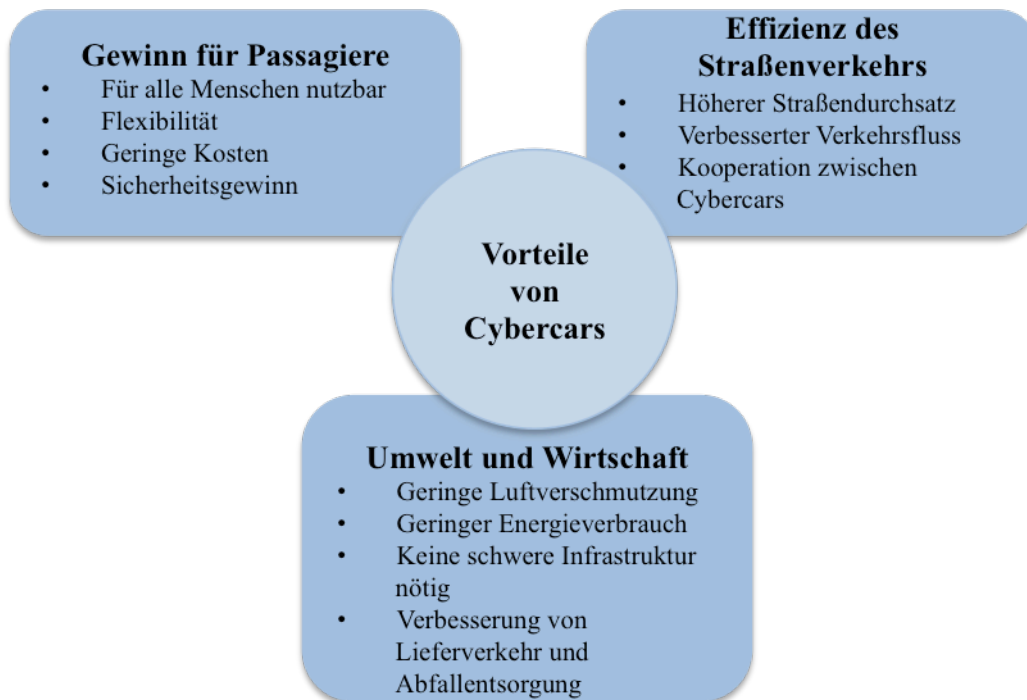 Gewinn für Passagiere
• Für alle Menschen nutzbar
• Flexibilität
• Geringe Kosten
• Sicherheitsgewinn
Effizienz des
Straßenverkehrs
• Höherer Straßendurchsatz
• Verbesserter Verkehrsfluss
• Kooperation zwischen
Cybercars
Vorteile
von
Cybercars
Umwelt und Wirtschaft
• Geringe Luftverschmutzung
• Geringer Energieverbrauch
• Keine schwere Infrastruktur
nötig
• Verbesserung von
Lieferverkehr und
Abfallentsorgung